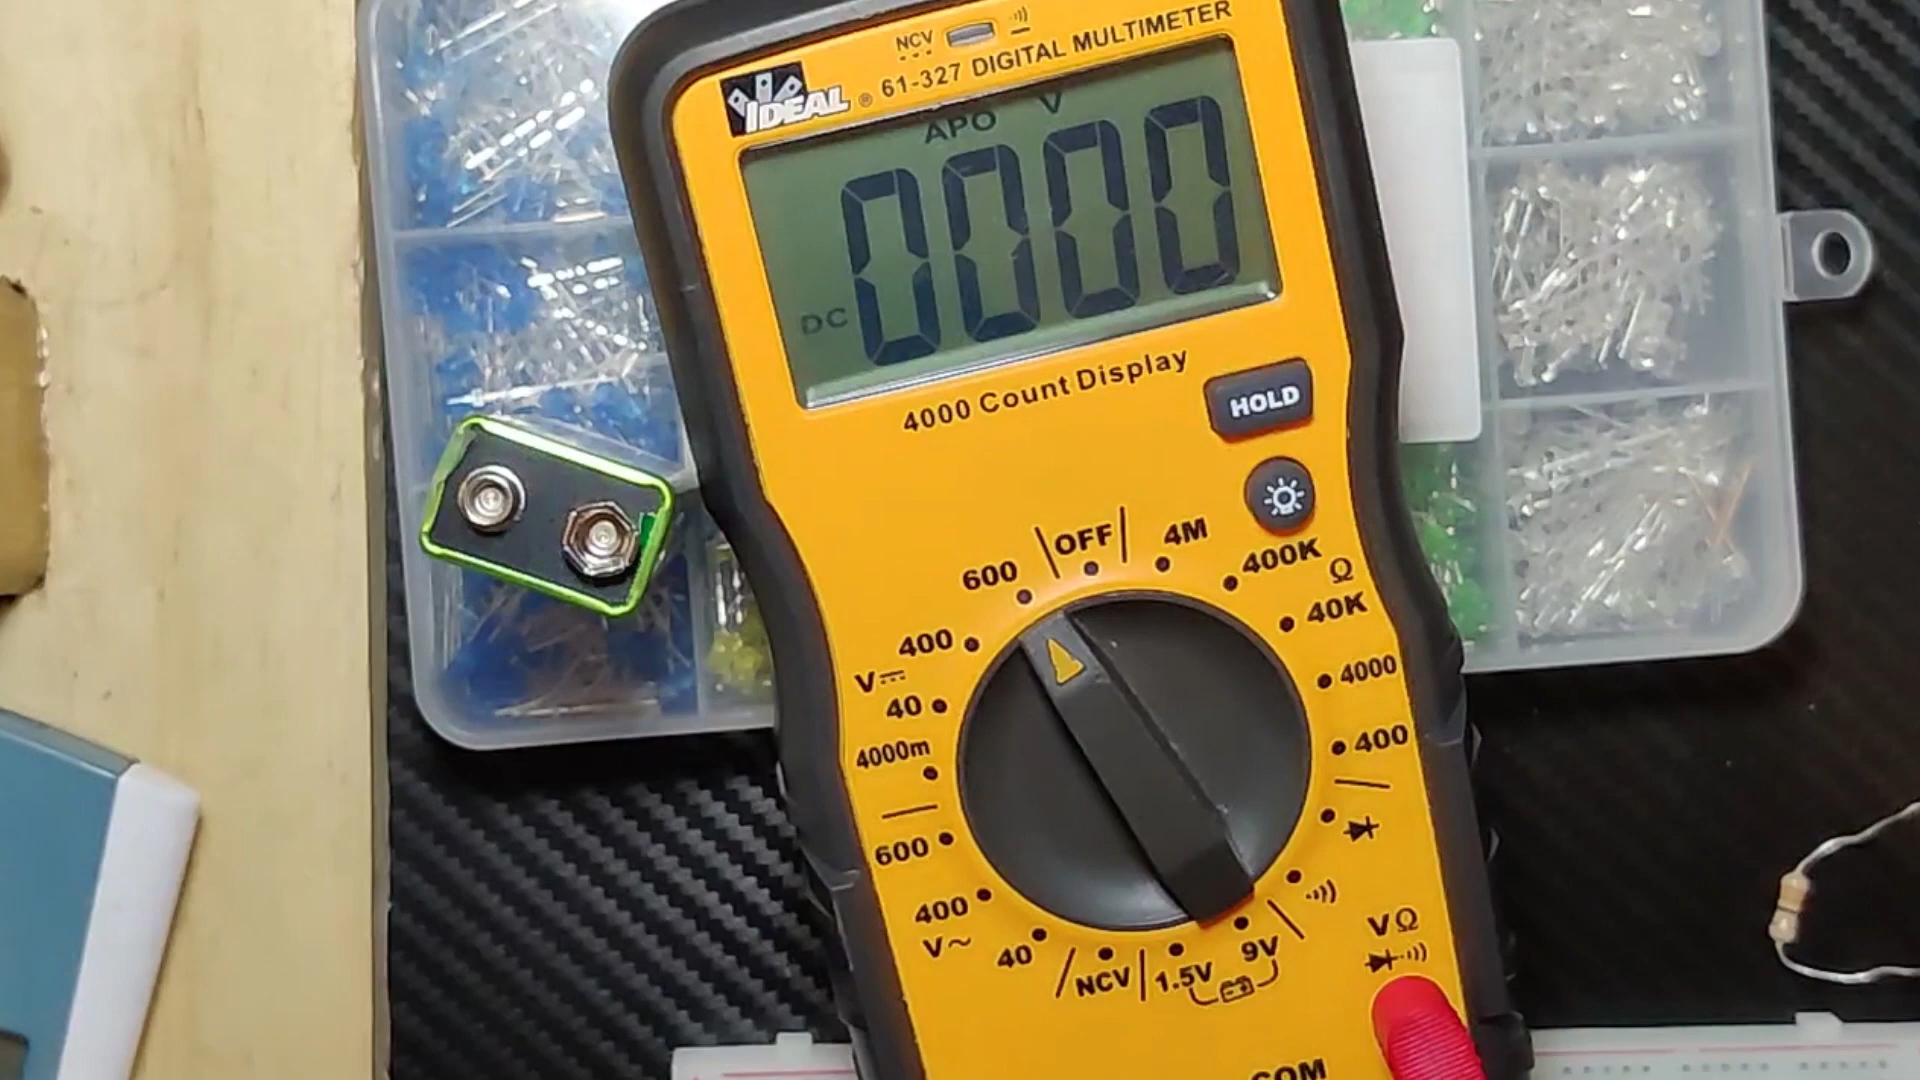 NCV
IDEAL ® 61-327 DIGITAL MULTIMETER
APO V
DC 0000
4000 Count Display
HOLD
OFF
4M
600
400K
Ω
400
40K
V
4000
40
400
4000m
600
400
V~
40
NCV
1.5V
9V
VΩ
COM